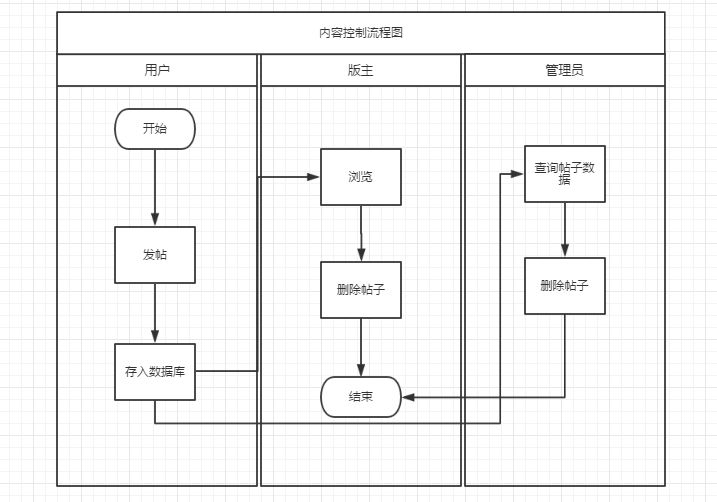 内容控制流程图
用户
版主
管理员
开始
发帖
存入数据库
浏览
删除帖子
结束
查询帖子数
据
删除帖子